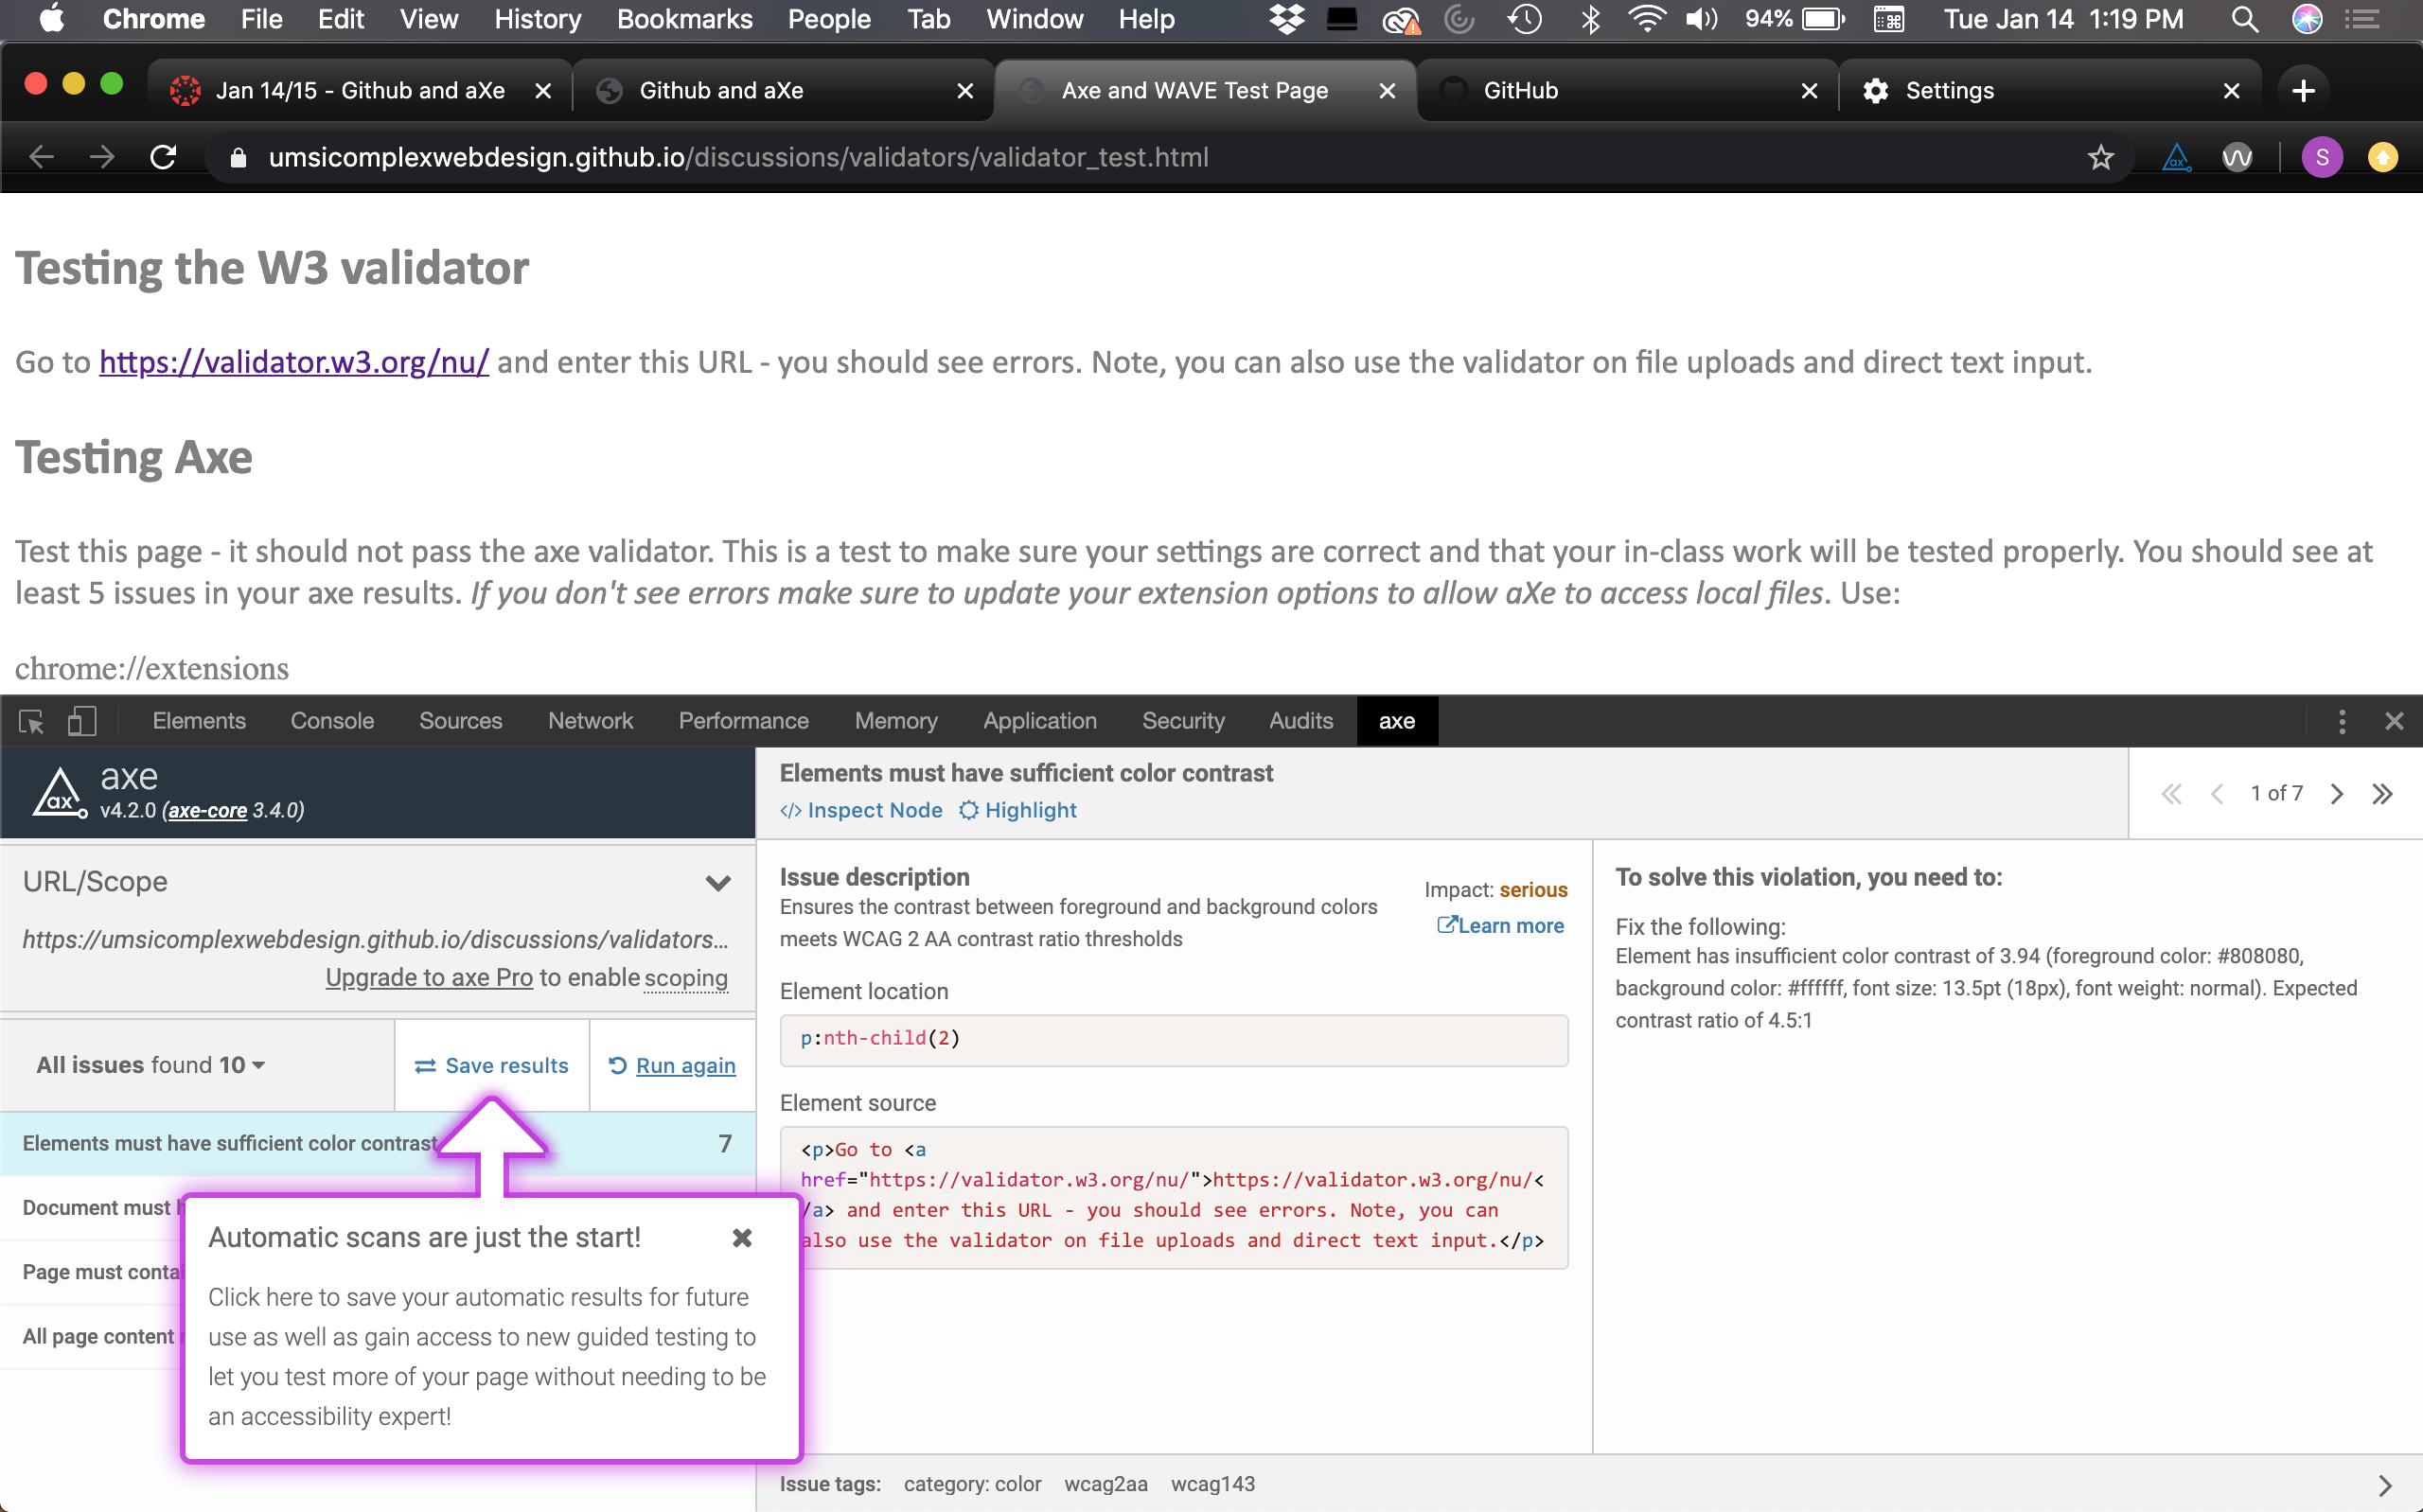 Chrome File Edit View History Bookmarks People Tab Window Help 94% Tue Jan 14 1:19 PM
Jan 14/15 - Github and aXe
Github and aXe
Axe and WAVE Test Page
GitHub
Settings
umsicomplexwebdesign.github.io/discussions/validators/validator_test.html
S
Testing the W3 validator
Go to https://validator.w3.org/nu/ and enter this URL - you should see errors. Note, you can also use the validator on file uploads and direct text input.
Testing Axe
Test this page - it should not pass the axe validator. This is a test to make sure your settings are correct and that your in-class work will be tested properly. You should see at
least 5 issues in your axe results. If you don't see errors make sure to update your extension options to allow aXe to access local files. Use:
chrome://extensions
Elements Console Sources Network Performance Memory Application Security Audits axe
ax
axe
v4.2.0 (axe-core 3.4.0)
URL/Scope
https://umsicomplexwebdesign.github.io/discussions/validators...
Upgrade to axe Pro to enable scoping
All issues found 10
Save results
Run again
Elements must have sufficient color contrast 7
Document must
Page must contai
All page content
Automatic scans are just the start!
Click here to save your automatic results for future
use as well as gain access to new guided testing to
let you test more of your page without needing to be
an accessibility expert!
Elements must have sufficient color contrast
</> Inspect Node Highlight
1 of 7
Issue description
Ensures the contrast between foreground and background colors
meets WCAG 2 AA contrast ratio thresholds
Impact: serious
Learn more
Element location
p:nth-child(2)
Element source
<p>Go to <a
href="https://validator.w3.org/nu/">https://validator.w3.org/nu/<
/a> and enter this URL - you should see errors. Note, you can
also use the validator on file uploads and direct text input.</p>
To solve this violation, you need to:
Fix the following:
Element has insufficient color contrast of 3.94 (foreground color: #808080,
background color: #ffffff, font size: 13.5pt (18px), font weight: normal). Expected
contrast ratio of 4.5:1
Issue tags: category: color wcag2aa wcag143